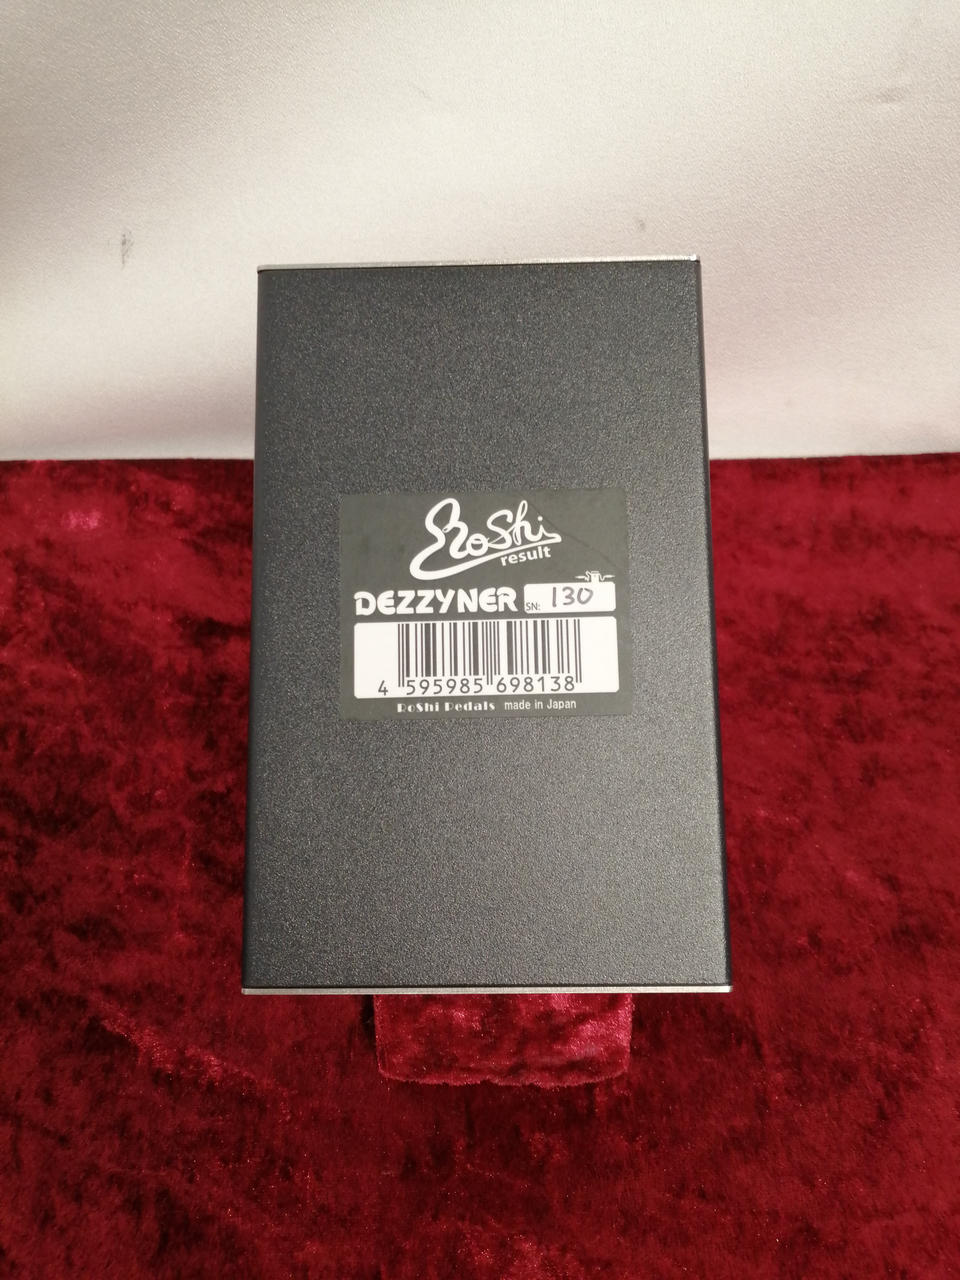 RoShi
result
DEZZYNER SN: 130
4 595985 698138
RoShi Pedals made in Japan